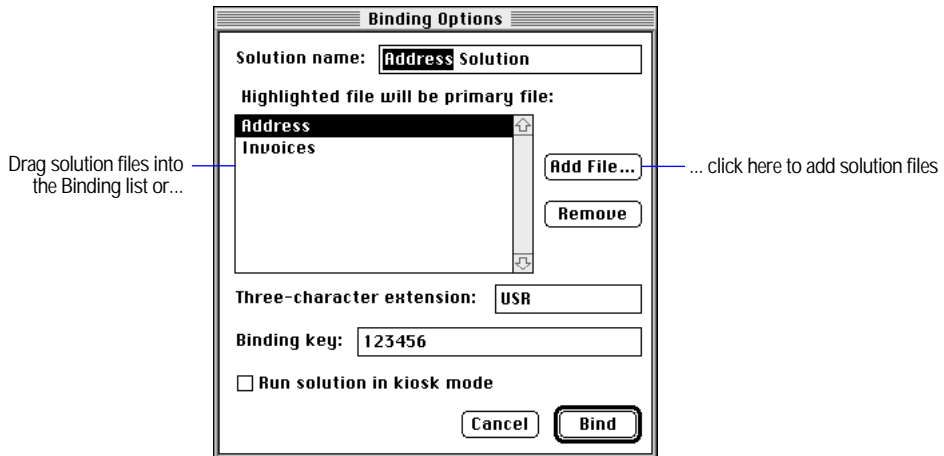 Binding Options
Solution name: Address Solution
Highlighted file will be primary file:
Address
Invoices
Drag solution files into
the Binding list or...
Add File...
... click here to add solution files
Remove
Three-character extension: USR
Binding key: 123456
Run solution in kiosk mode
Cancel Bind